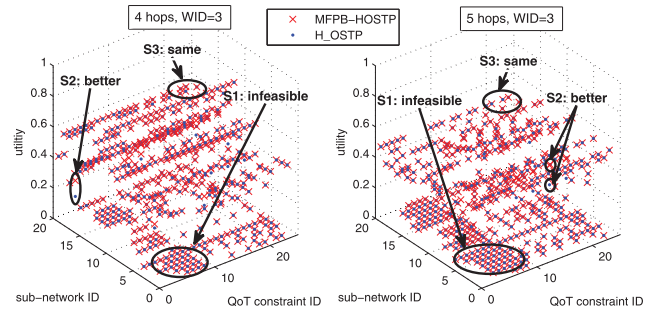 4 hops, WID=3
MFPB-HOSTP
H_OSTP
5 hops, WID=3
S3: same
S2: better
S1: infeasible
1
0.8
0.6
0.4
0.2
0
utility
20
15
10
5
0
sub-network ID
0
10
20
QoT constraint ID
S3: same
S1: infeasible
S2: better
1
0.8
0.6
0.4
0.2
0
utility
20
15
10
5
0
sub-network ID
0
10
20
QoT constraint ID